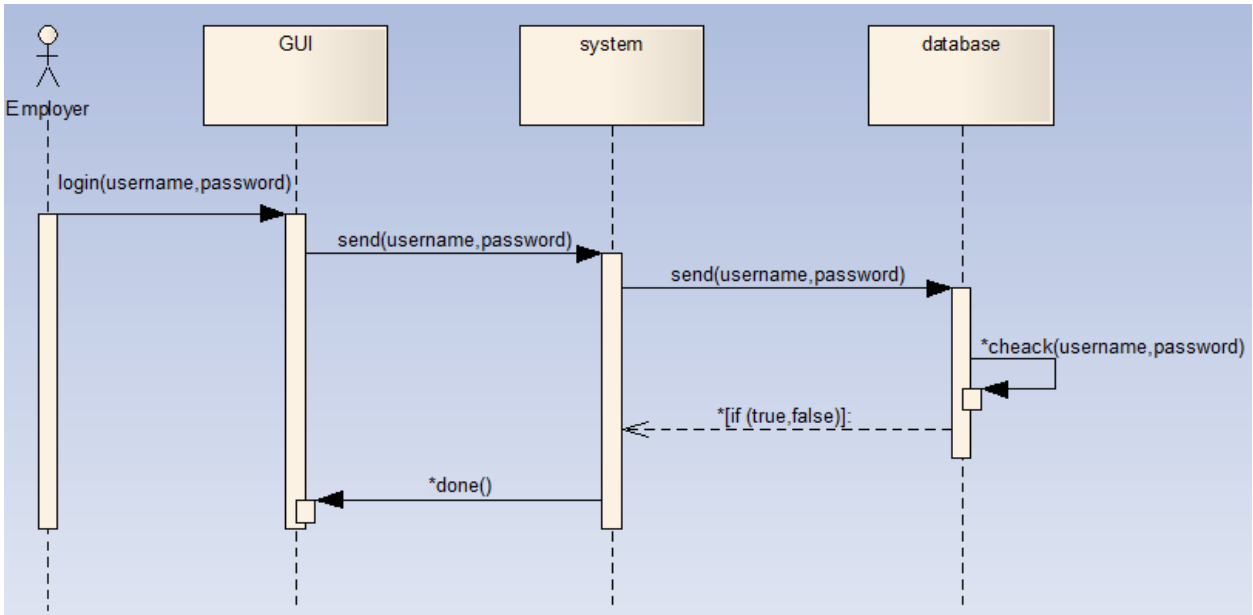 GUI
system
database
Employer
login(username,password)
send(username,password)
send(username,password)
*cheack(username,password)
*[if (true,false)]:
*done()